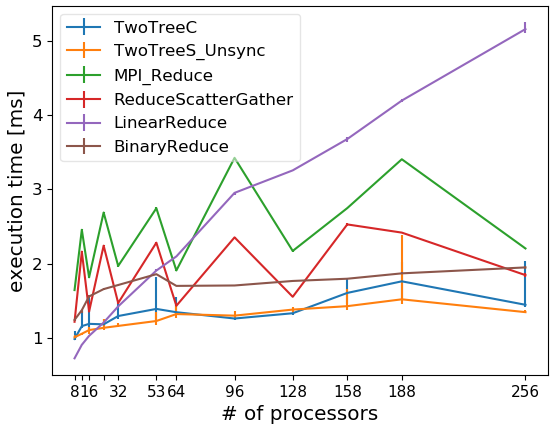 TwoTreeC
TwoTreeS_Unsync
MPI_Reduce
ReduceScatterGather
LinearReduce
BinaryReduce
execution time [ms]
5
4
3
2
1
8 16 32 53 64 96 128 158 188 256
# of processors